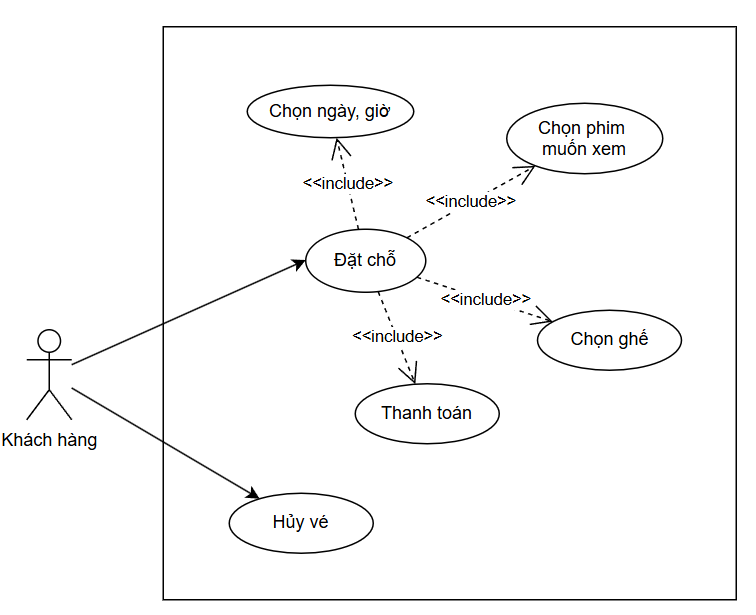 Chọn ngày, giờ
Chọn phim
muốn xem
<<include>>
<<include>>
Đặt chỗ
<<include>>
<<include>>
Chọn ghế
Thanh toán
Khách hàng
Hủy vé